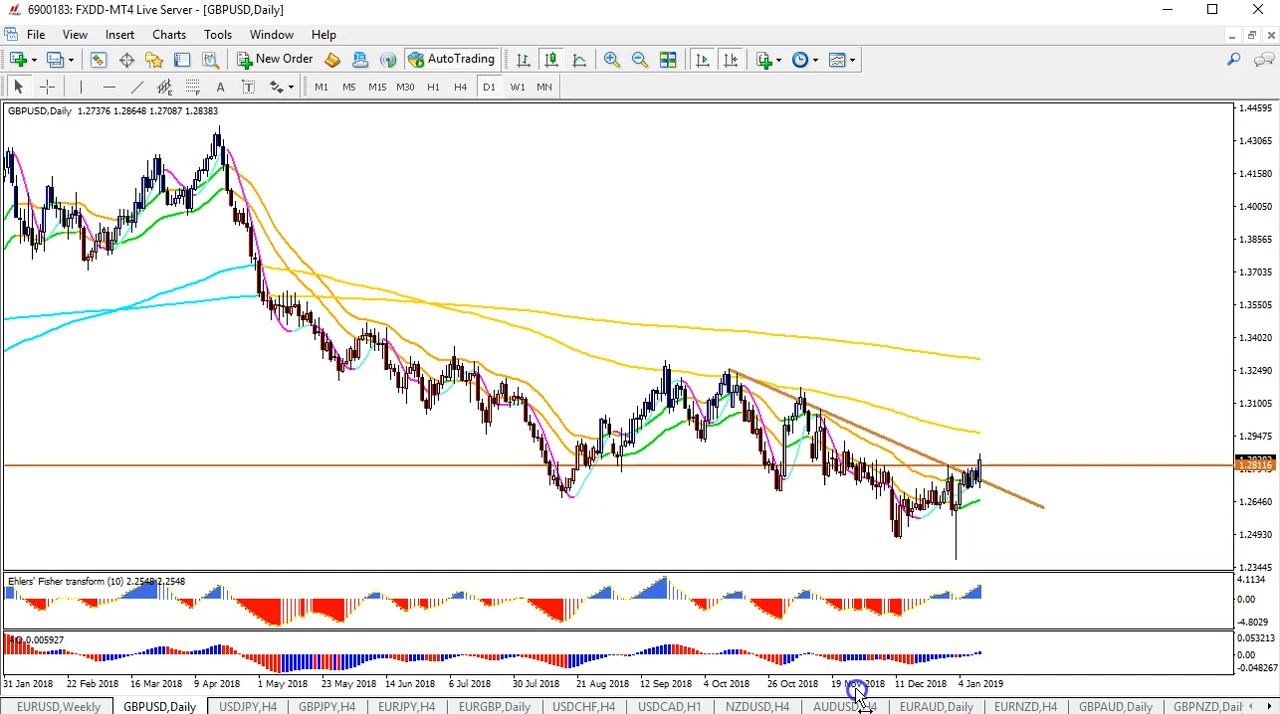 6900183: FXDD-MT4 Live Server - [GBPUSD,Daily]
File View Insert Charts Tools Window Help
New Order AutoTrading
A T M1 M5 M15 M30 H1 H4 D1 W1 MN
GBPUSD,Daily 1.27376 1.28648 1.27087 1.28383
1.44595
1.43065
1.41580
1.40050
1.38565
1.37035
1.35505
1.34020
1.32490
1.31005
1.29475
1.28116
1.26460
1.24930
1.23445
Ehlers' Fisher transform (10) 2.2548 2.2548
4.1134
0.00
-4.8029
0.005927
0.053213
0.00
-0.048267
31 Jan 2018 22 Feb 2018 16 Mar 2018 9 Apr 2018 1 May 2018 23 May 2018 14 Jun 2018 6 Jul 2018 30 Jul 2018 21 Aug 2018 12 Sep 2018 4 Oct 2018 26 Oct 2018 19 Nov 2018 11 Dec 2018 4 Jan 2019
EURUSD,Weekly GBPUSD,Daily USDJPY,H4 GBPJPY,H4 EURJPY,H4 EURGBP,Daily USDCHF,H4 USDCAD,H1 NZDUSD,H4 AUDUSD,H4 EURAUD,Daily EURNZD,H4 GBPAUD,Daily GBPNZD,Dail